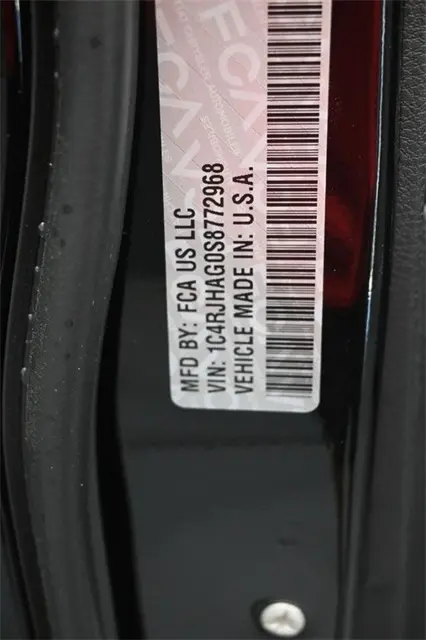 MFD BY: FCA US LLC
VIN: 1C4RJHAG0S8772968
VEHICLE MADE IN: U.S.A.